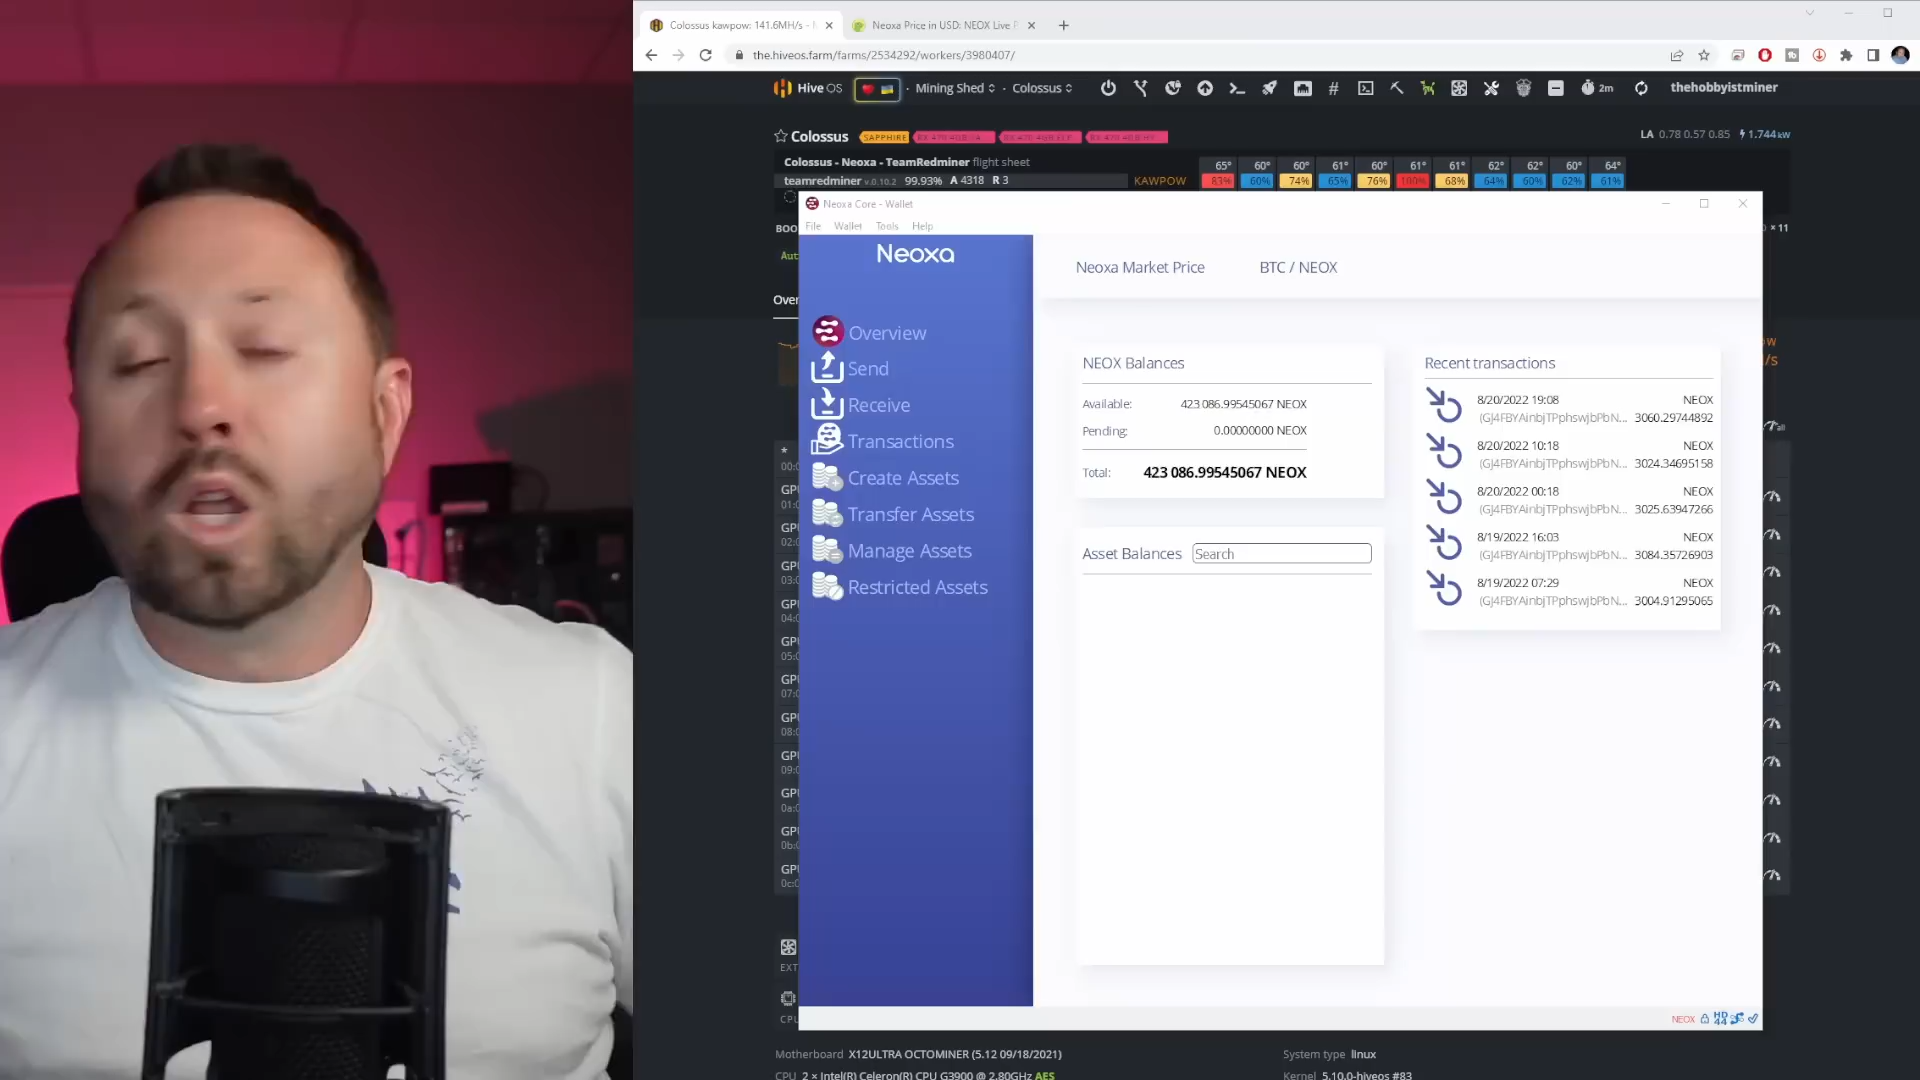 Colossus kawpow: 141.6MH/s -
Neoxa Price in USD: NEOX Live
the.hiveos.farm/farms/2534292/workers/3980407/
Hive OS · Mining Shed · Colossus
2m
thehobbyistminer
Colossus
SAPPHIRE
LA 0.78 0.57 0.85 1.744 kW
Colossus - Neoxa - TeamRedminer flight sheet
65° 60° 60° 61° 60° 61° 61° 62° 62° 60° 64°
teamredminer v.0.10.2 99.93% A 4318 R 3
KAWPOW
83% 60% 74% 65% 76% 100% 68% 64% 60% 62% 61%
Neoxa Core - Wallet
File Wallet Tools Help
Neoxa
Overview
Send
Receive
Transactions
Create Assets
Transfer Assets
Manage Assets
Restricted Assets
Neoxa Market Price
BTC / NEOX
NEOX Balances
Available: 423 086.99545067 NEOX
Pending: 0.00000000 NEOX
Total: 423 086.99545067 NEOX
Asset Balances
Search
Recent transactions
8/20/2022 19:08 NEOX
(GJ4FBYAinbjTPphswjbPbN... 3060.29744892
8/20/2022 10:18 NEOX
(GJ4FBYAinbjTPphswjbPbN... 3024.34695158
8/20/2022 00:18 NEOX
(GJ4FBYAinbjTPphswjbPbN... 3025.63947266
8/19/2022 16:03 NEOX
(GJ4FBYAinbjTPphswjbPbN... 3084.35726903
8/19/2022 07:29 NEOX
(GJ4FBYAinbjTPphswjbPbN... 3004.91295065
NEOX
HD
× 11
Motherboard X12ULTRA OCTOMINER (5.12 09/18/2021)
System type linux
CPU 2 × Intel(R) Celeron(R) CPU G3900 @ 2.80GHz AES
Kernel 5.10.0-hiveos #83